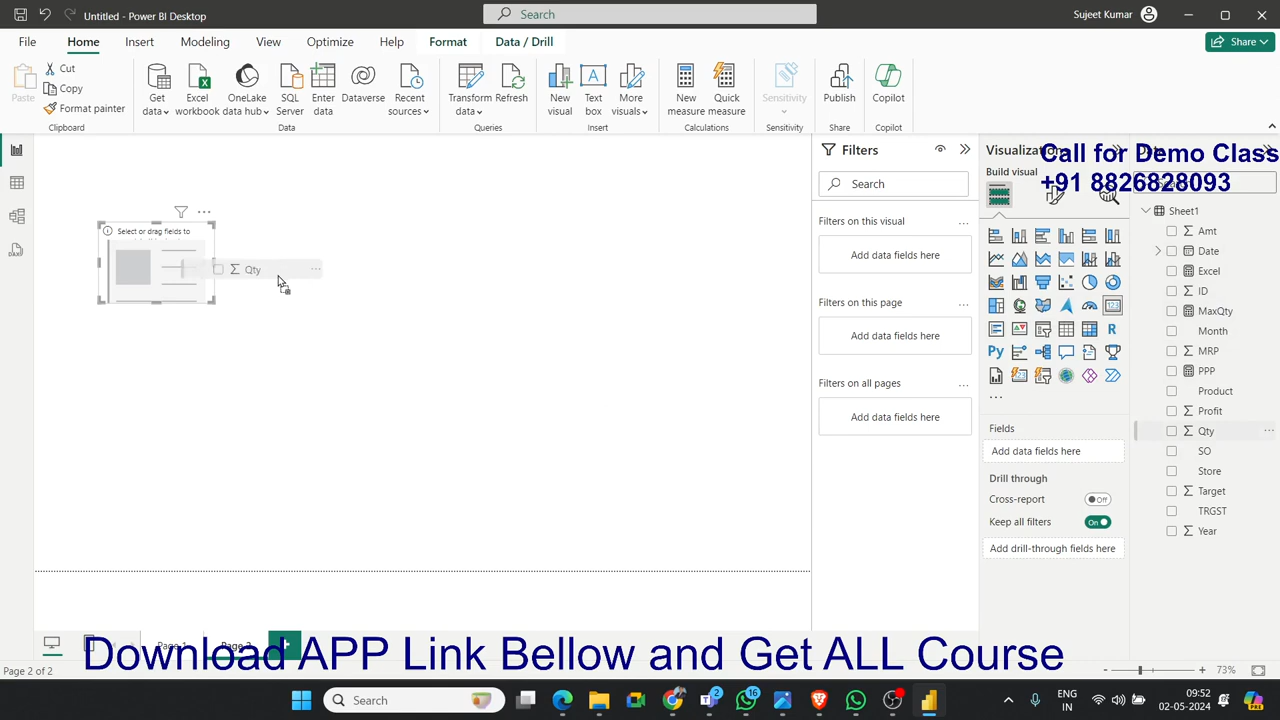 Untitled - Power BI Desktop
Search
Sujeet Kumar
File Home Insert Modeling View Optimize Help Format Data / Drill
Share
Paste
Cut
Copy
Format painter
Clipboard
Get data
Excel workbook
OneLake data hub
SQL Server
Enter data
Dataverse
Recent sources
Data
Transform data
Refresh
Queries
New visual
Text box
More visuals
Insert
New measure
Quick measure
Calculations
Sensitivity
Sensitivity
Publish
Share
Copilot
Copilot
Select or drag fields to
Qty
Filters
Search
Filters on this visual
Add data fields here
Filters on this page
Add data fields here
Filters on all pages
Add data fields here
Build visual
Call for Demo Class
+91 8826828093
Fields
Add data fields here
Drill through
Cross-report
Off
Keep all filters
On
Add drill-through fields here
Sheet1
Amt
Date
Excel
ID
MaxQty
Month
MRP
PPP
Product
Profit
Qty
SO
Store
Target
TRGST
Year
Download APP Link Bellow and Get ALL Course
Page 2 of 2
73%
Search
2
16
ENG
IN
09:52
02-05-2024